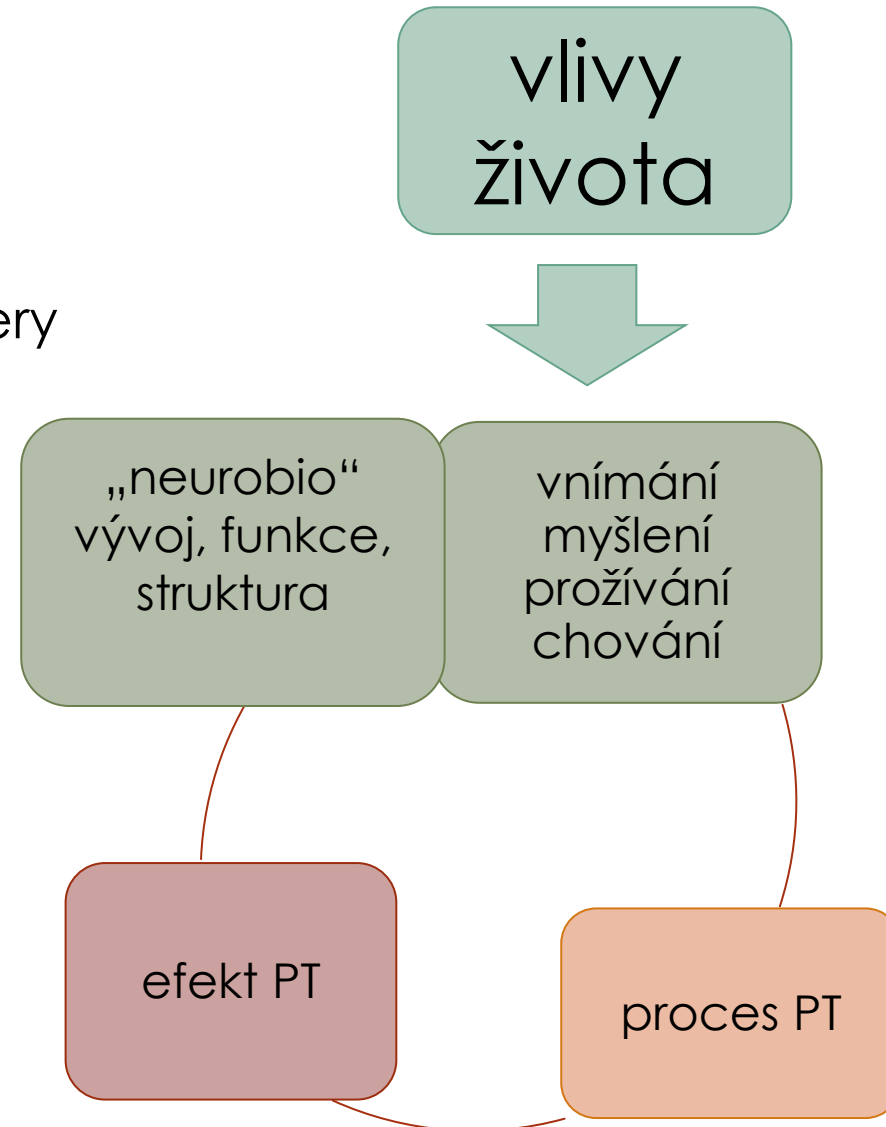 vlivy
života
ery
„neurobio“
vývoj, funkce,
struktura
vnímání
myšlení
prožívání
chování
efekt PT
proces PT